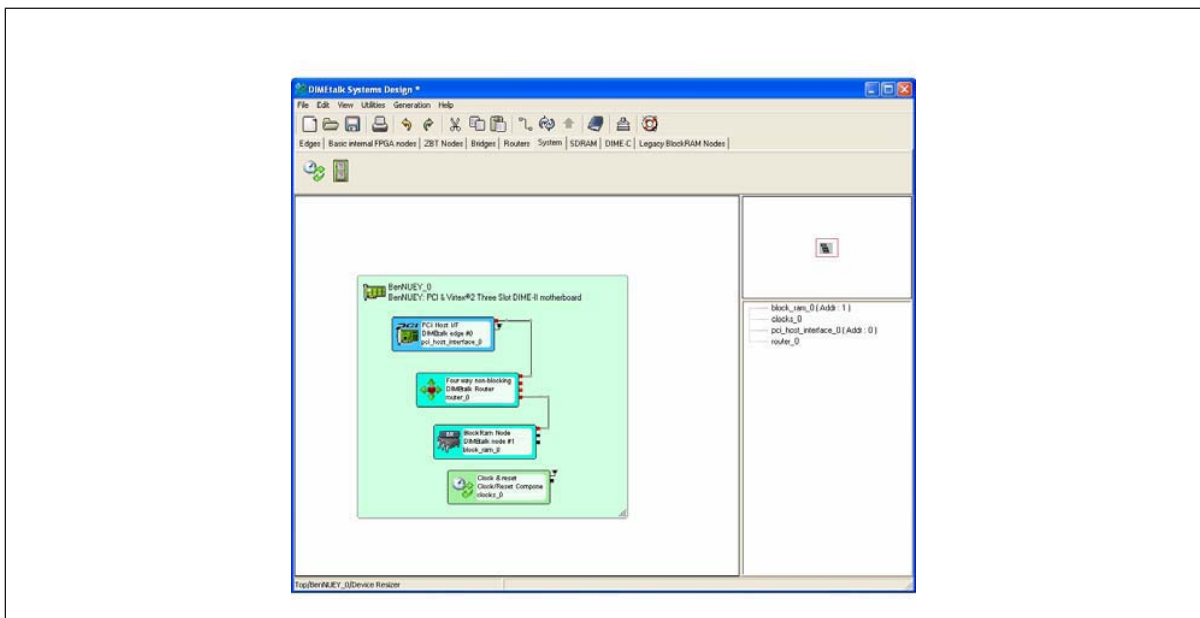 DIMEtalk Systems Design *
File Edit View Utilities Generation Help
Edges Basic internal FPGA nodes ZBT Nodes Bridges Routers System SDRAM DIME-C Legacy BlockRAM Nodes
BenNUEY_0
BenNUEY: PCI & Virtex®2 Three Slot DIME-II motherboard
PCI Host I/F
DIMEtalk edge #0
pci_host_interface_0
Four way non-blocking
DIMEtalk Router
router_0
BlockRam Node
DIMEtalk node #1
block_ram_0
Clock & reset
Clock/Reset Compone
clocks_0
block_ram_0 ( Addr : 1 )
clocks_0
pci_host_interface_0 ( Addr : 0 )
router_0
Top/BenNUEY_0/Device Resizer